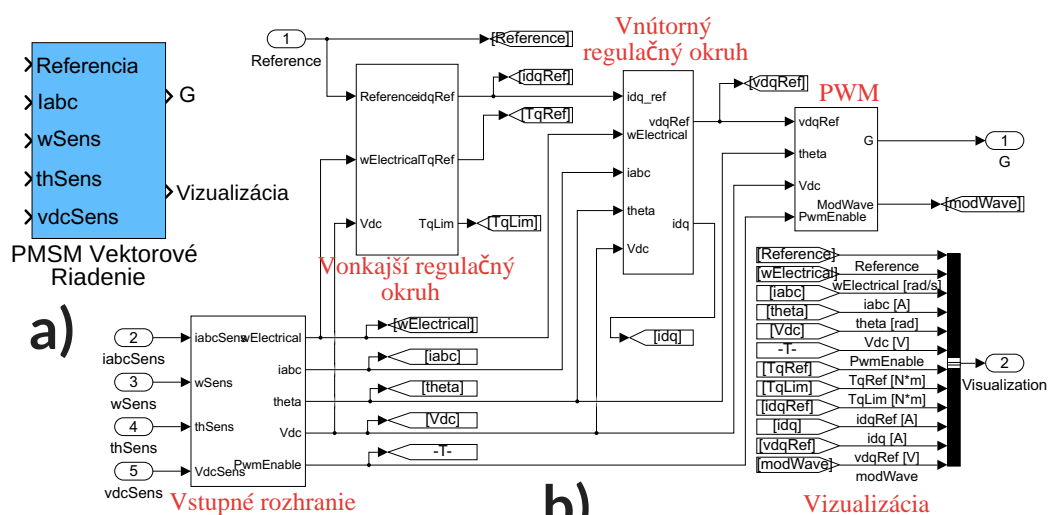 Referencia
Iabc
wSens
thSens
vdcSens
G
Vizualizácia
PMSM Vektorové
Riadenie
a)
1
Reference
[Reference]
Reference
idqRef
wElectrical
TqRef
Vdc
TqLim
[idqRef]
[TqRef]
[TqLim]
Vonkajší regulačný
okruh
Vnútorný
regulačný okruh
idq_ref
vdqRef
wElectrical
iabc
theta
idq
Vdc
[vdqRef]
[idq]
PWM
vdqRef
G
theta
Vdc
ModWave
PwmEnable
1
G
[modWave]
2
iabcSens
3
wSens
4
thSens
5
vdcSens
iabcSens
wElectrical
wSens
iabc
thSens
theta
Vdc
VdcSens
PwmEnable
Vstupné rozhranie
[wElectrical]
[iabc]
[theta]
[Vdc]
-T-
b)
[Reference]
Reference
[wElectrical]
wElectrical [rad/s]
[iabc]
iabc [A]
[theta]
theta [rad]
[Vdc]
Vdc [V]
-T-
PwmEnable
[TqRef]
TqRef [N*m]
[TqLim]
TqLim [N*m]
[idqRef]
idqRef [A]
[idq]
idq [A]
[vdqRef]
vdqRef [V]
[modWave]
modWave
2
Visualization
Vizualizácia